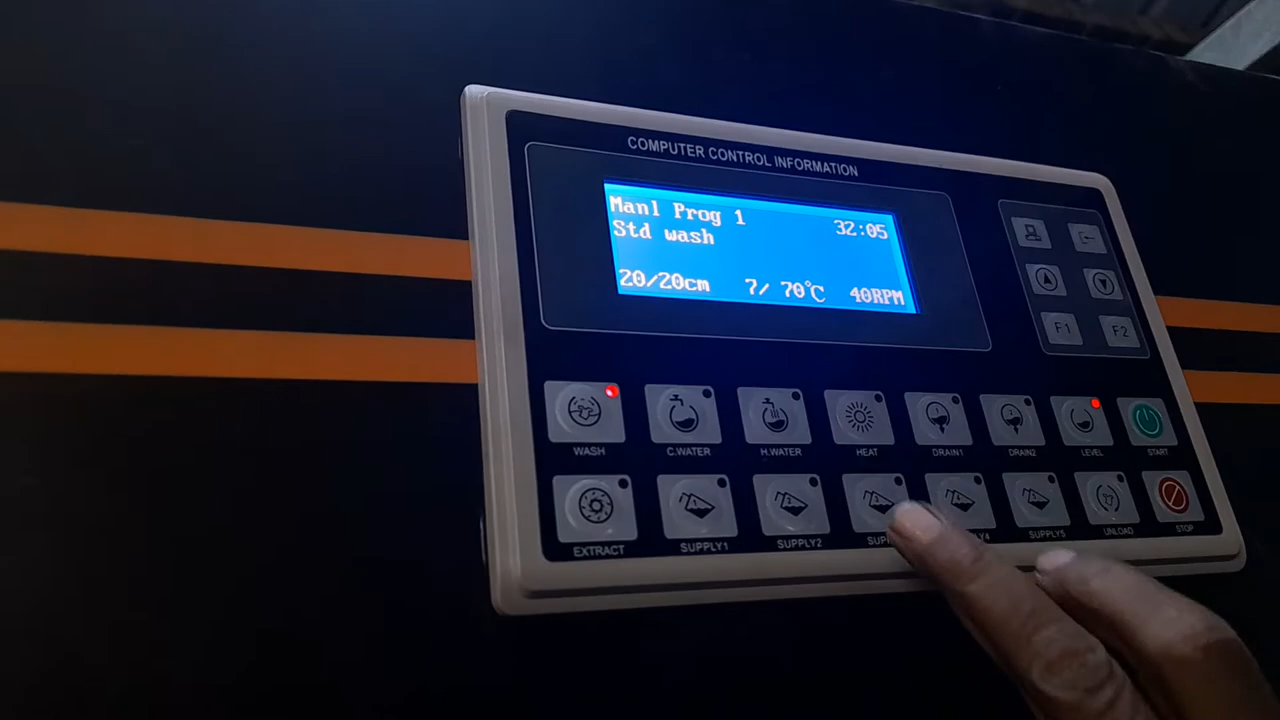 COMPUTER CONTROL INFORMATION
Manl Prog 1 32:05
Std wash
20/20cm 7/ 70℃ 40RPM
F1 F2
WASH C.WATER H.WATER HEAT DRAIN1 DRAIN2 LEVEL START
EXTRACT SUPPLY1 SUPPLY2 SUPPLY5 UNLOAD STOP